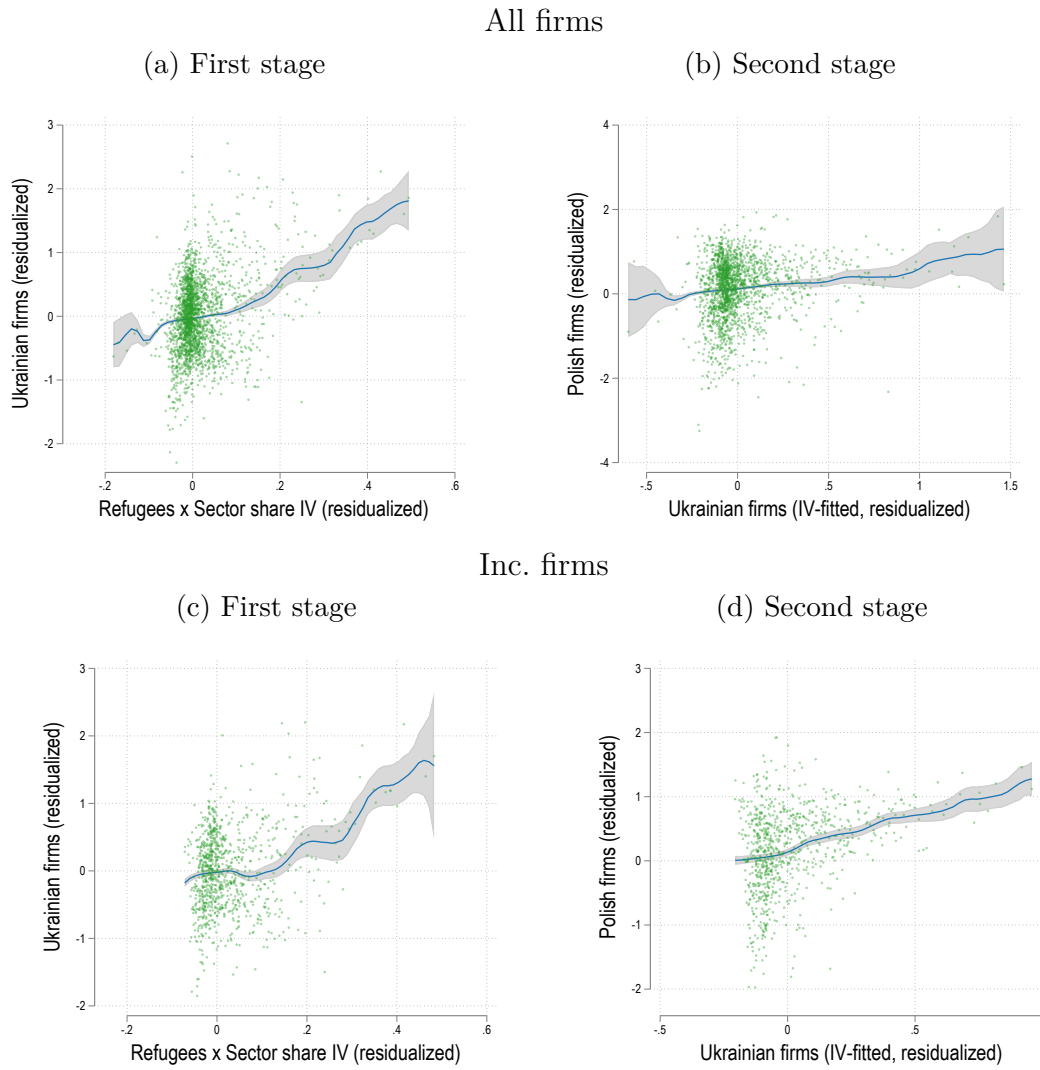 All firms
(a) First stage
(b) Second stage
3
2
1
0
-1
-2
Ukrainian firms (residualized)
-.2
0
.2
.4
.6
Refugees x Sector share IV (residualized)
4
2
0
-2
-4
Polish firms (residualized)
-.5
0
.5
1
1.5
Ukrainian firms (IV-fitted, residualized)
Inc. firms
(c) First stage
(d) Second stage
3
2
1
0
-1
-2
Ukrainian firms (residualized)
-.2
0
.2
.4
.6
Refugees x Sector share IV (residualized)
3
2
1
0
-1
-2
Polish firms (residualized)
-.5
0
.5
Ukrainian firms (IV-fitted, residualized)